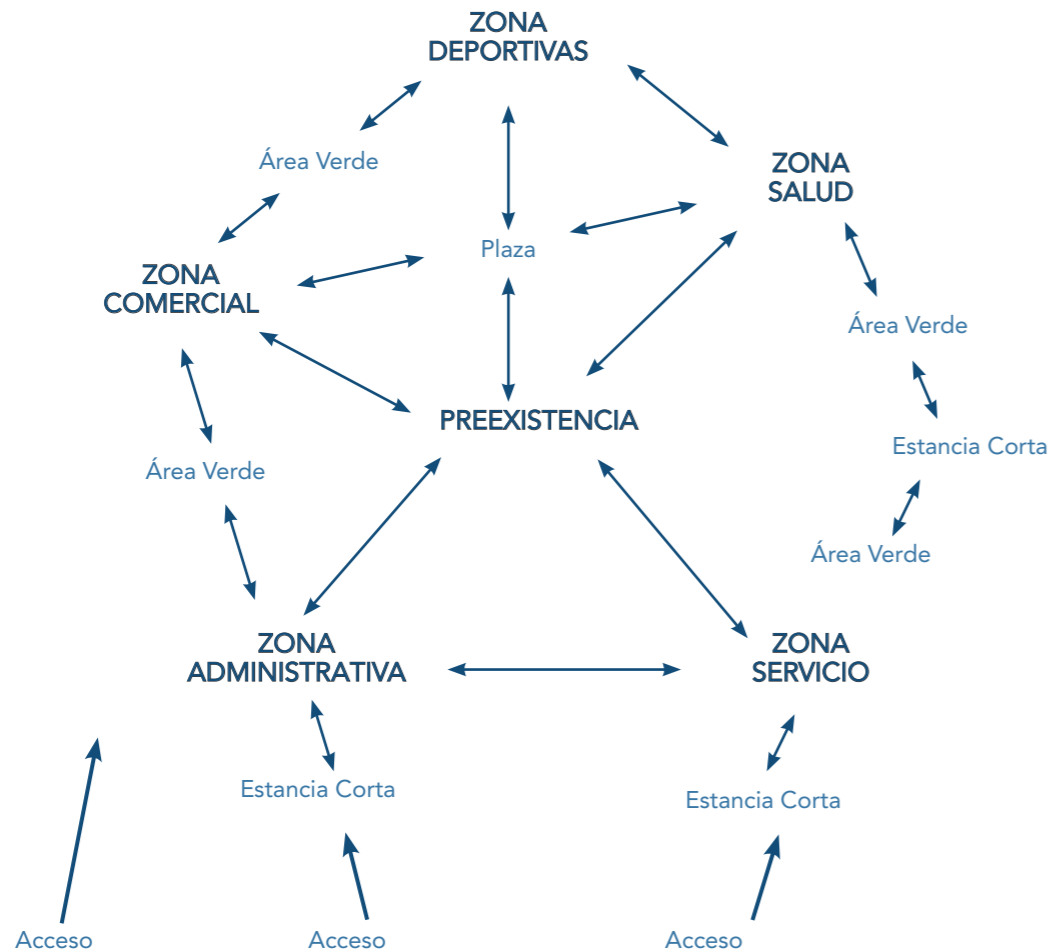 ZONA
DEPORTIVAS
Área Verde
ZONA
SALUD
Plaza
ZONA
COMERCIAL
Área Verde
PREEXISTENCIA
Estancia Corta
Área Verde
Área Verde
ZONA
ADMINISTRATIVA
ZONA
SERVICIO
Estancia Corta
Estancia Corta
Acceso
Acceso
Acceso